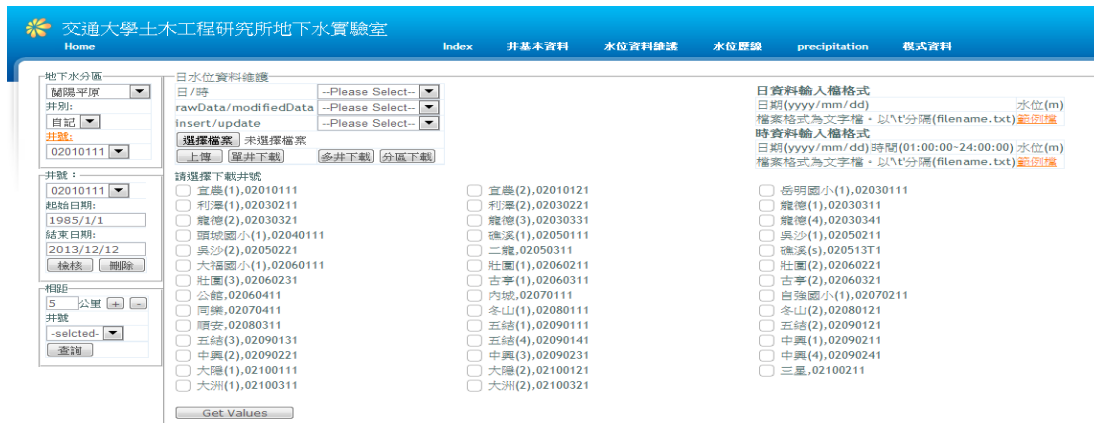 交通大學土木工程研究所地下水實驗室
Home Index 井基本資料 水位資料維護 水位歷線 precipitation 模式資料
地下水分區
蘭陽平原
井別:
自記
井號:
02010111
井號：
02010111
起始日期:
1985/1/1
結束日期:
2013/12/12
檢核 刪除
相距
5 公里 + -
井號
-selcted-
查詢
日水位資料維護
日/時 --Please Select--
rawData/modifiedData --Please Select--
insert/update --Please Select--
選擇檔案 未選擇檔案
上傳 單井下載 多井下載 分區下載
日資料輸入檔格式
日期(yyyy/mm/dd) 水位(m)
檔案格式為文字檔，以'\t'分隔(filename.txt)範例檔
時資料輸入檔格式
日期(yyyy/mm/dd) 時間(01:00:00~24:00:00) 水位(m)
檔案格式為文字檔，以'\t'分隔(filename.txt)範例檔
請選擇下載井號
宜農(1),02010111 宜農(2),02010121 岳明國小(1),02030111
利澤(1),02030211 利澤(2),02030221 龍德(1),02030311
龍德(2),02030321 龍德(3),02030331 龍德(4),02030341
頭城國小(1),02040111 礁溪(1),02050111 吳沙(1),02050211
吳沙(2),02050221 二龍,02050311 礁溪(s),020513T1
大福國小(1),02060111 壯圍(1),02060211 壯圍(2),02060221
壯圍(3),02060231 古亭(1),02060311 古亭(2),02060321
公館,02060411 內城,02070111 自強國小(1),02070211
同樂,02070411 冬山(1),02080111 冬山(2),02080121
順安,02080311 五結(1),02090111 五結(2),02090121
五結(3),02090131 五結(4),02090141 中興(1),02090211
中興(2),02090221 中興(3),02090231 中興(4),02090241
大隱(1),02100111 大隱(2),02100121 三星,02100211
大洲(1),02100311 大洲(2),02100321
Get Values